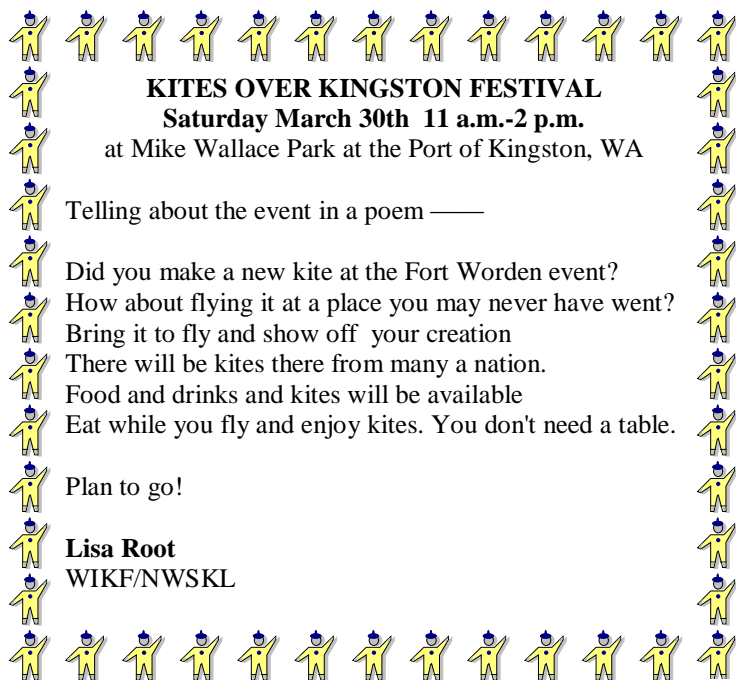 KITES OVER KINGSTON FESTIVAL
Saturday March 30th  11 a.m.-2 p.m.
at Mike Wallace Park at the Port of Kingston, WA
Telling about the event in a poem ——
Did you make a new kite at the Fort Worden event?
How about flying it at a place you may never have went?
Bring it to fly and show off  your creation
There will be kites there from many a nation.
Food and drinks and kites will be available
Eat while you fly and enjoy kites. You don't need a table.
Plan to go!
Lisa Root
WIKF/NWSKL